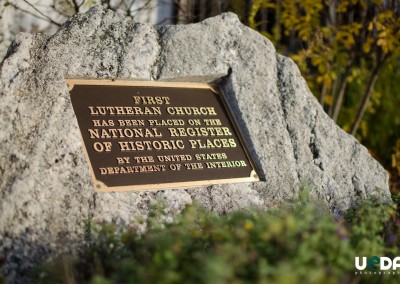 FIRST
LUTHERAN CHURCH
HAS BEEN PLACED ON THE
NATIONAL REGISTER
OF HISTORIC PLACES
BY THE UNITED STATES
DEPARTMENT OF THE INTERIOR